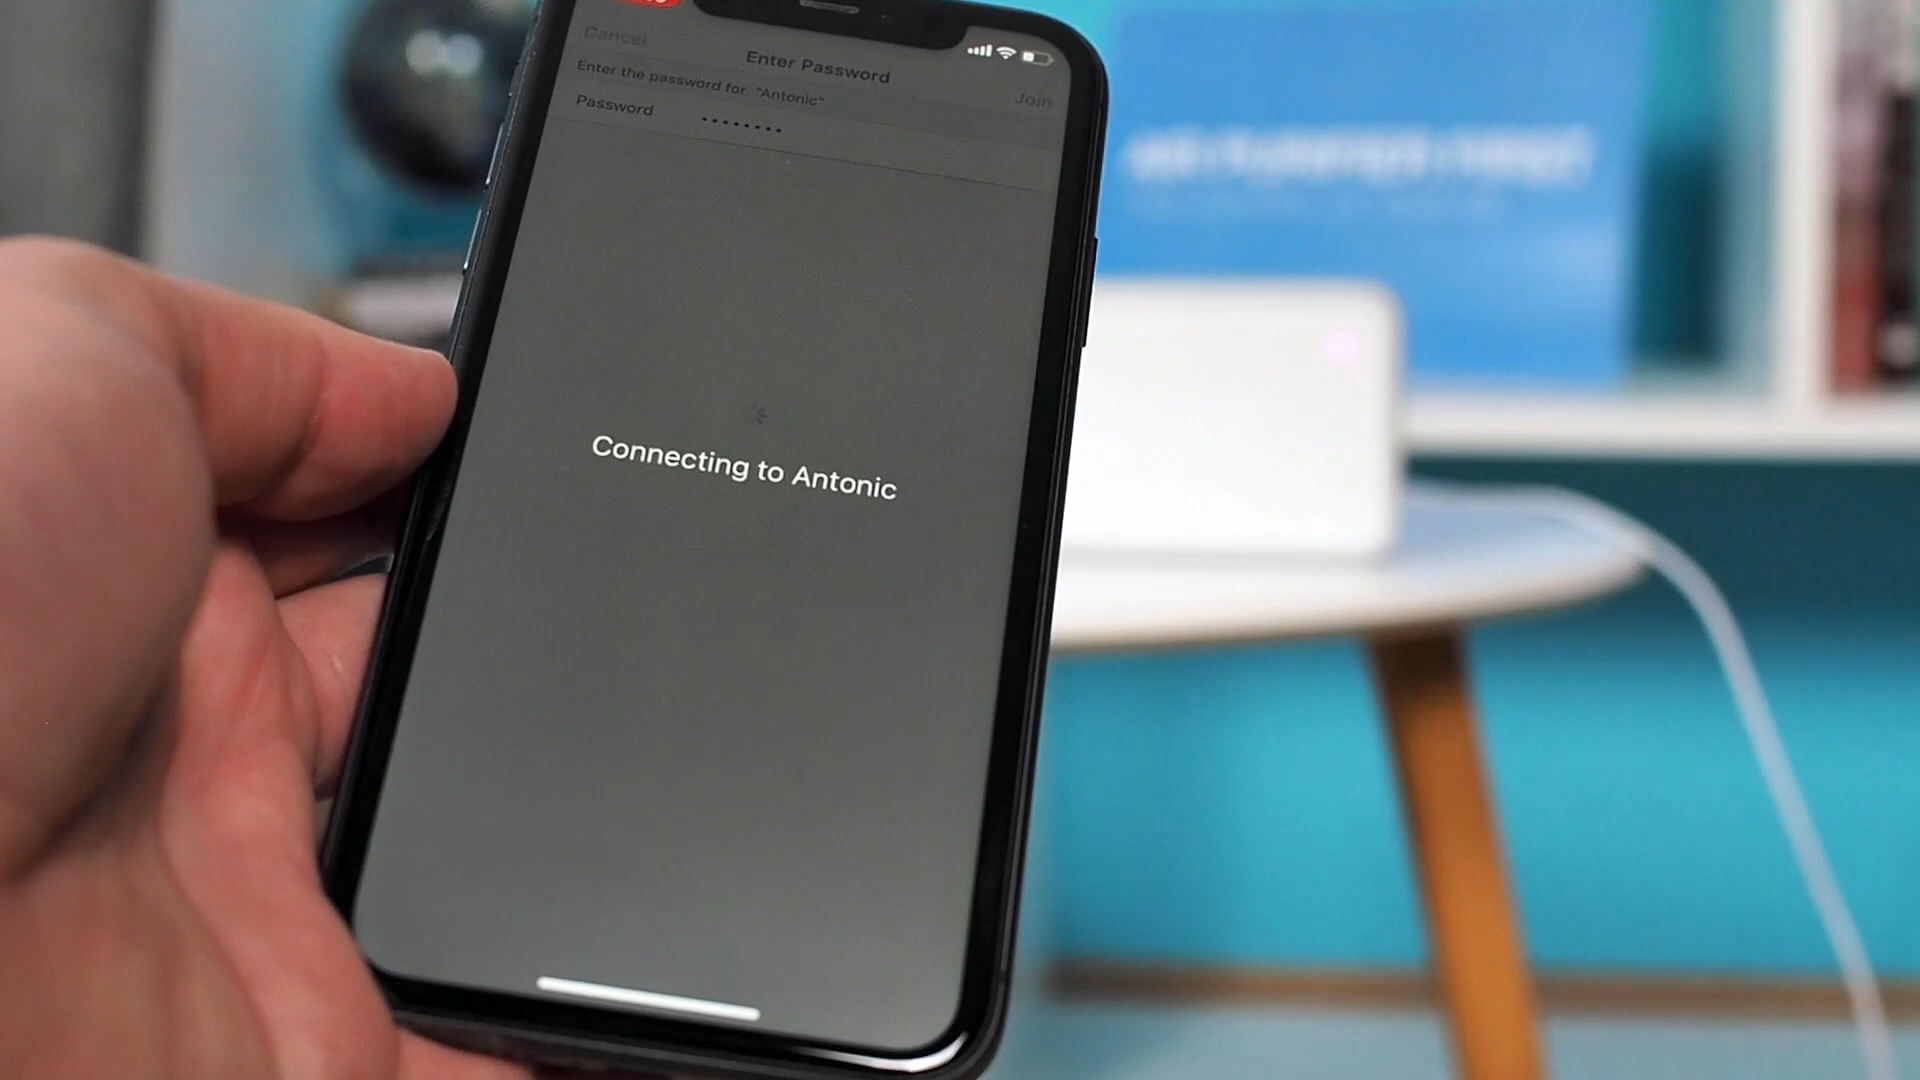 Cancel
Enter Password
Join
Enter the password for "Antonic"
Password ••••••••
Connecting to Antonic